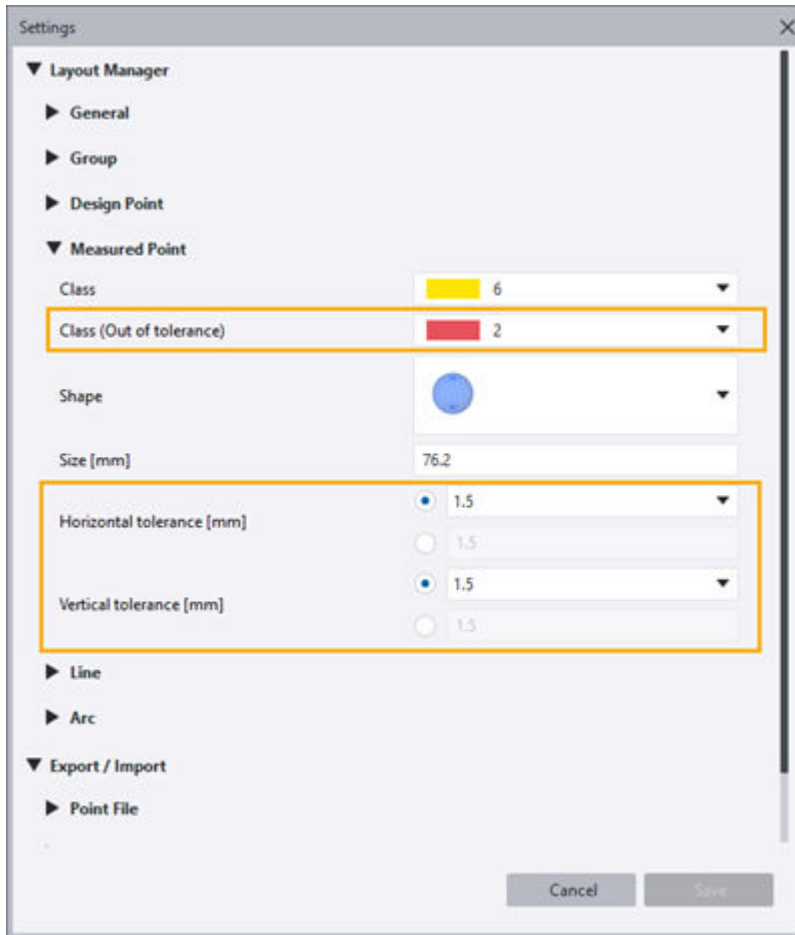 Settings
Layout Manager
General
Group
Design Point
Measured Point
Class 6
Class (Out of tolerance) 2
Shape
Size [mm] 76.2
1.5
Horizontal tolerance [mm]
1.5
1.5
Vertical tolerance [mm]
1.5
Line
Arc
Export / Import
Point File
Cancel Save